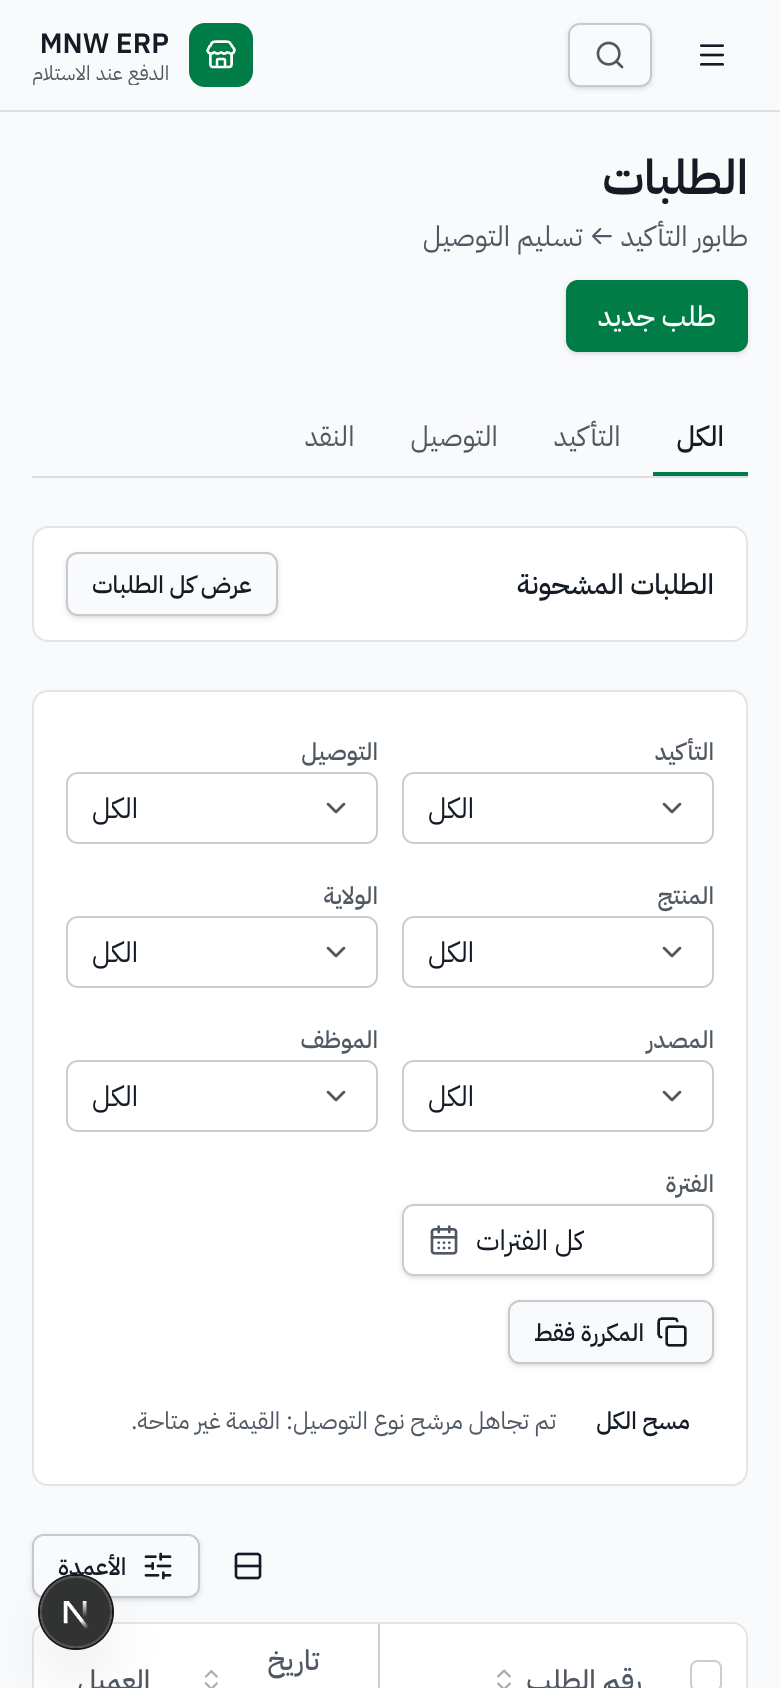 MNW ERP
الدفع عند الاستلام
الطلبات
طابور التأكيد ← تسليم التوصيل
طلب جديد
الكل
التأكيد
التوصيل
النقد
الطلبات المشحونة
عرض كل الطلبات
التأكيد
التوصيل
الكل
الكل
المنتج
الولاية
الكل
الكل
المصدر
الموظف
الكل
الكل
الفترة
كل الفترات
المكررة فقط
مسح الكل
تم تجاهل مرشح نوع التوصيل: القيمة غير متاحة.
الأعمدة
N
رقم الطلب
تاريخ
العميل